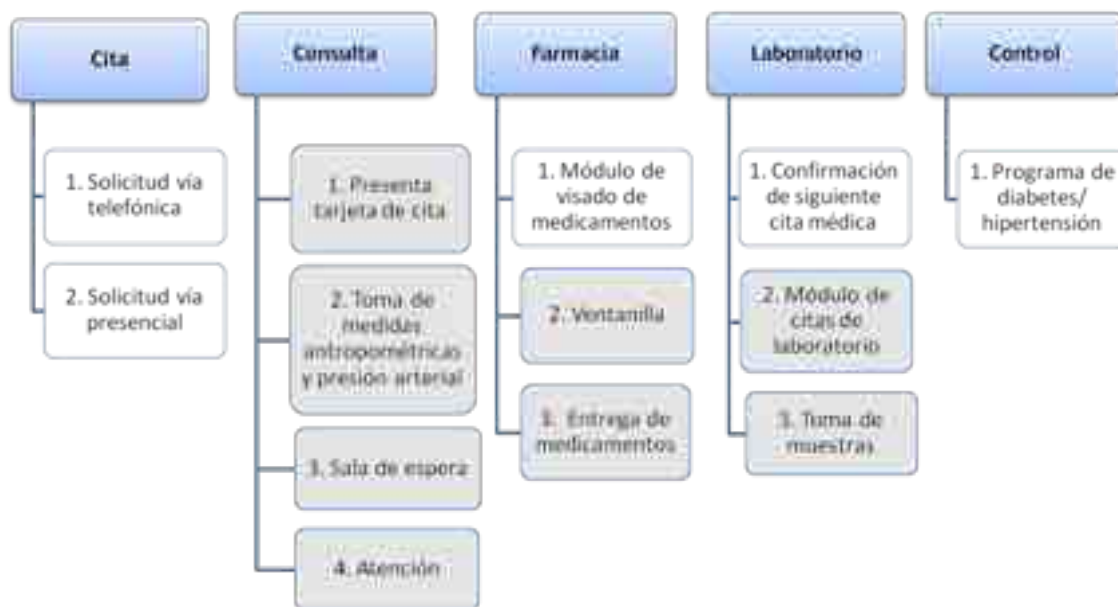 Cita
1. Solicitud vía
telefónica
2. Solicitud vía
presencial
Consulta
1. Presenta
tarjeta de cita
2. Toma de
medidas
antropométricas
y presión arterial
3. Sala de espera
4. Atención
Farmacia
1. Módulo de
visado de
medicamentos
2. Ventanilla
3. Entrega de
medicamentos
Laboratorio
1. Confirmación
de siguiente
cita médica
2. Módulo de
citas de
laboratorio
3. Toma de
muestras
Control
1. Programa de
diabetes/
hipertensión